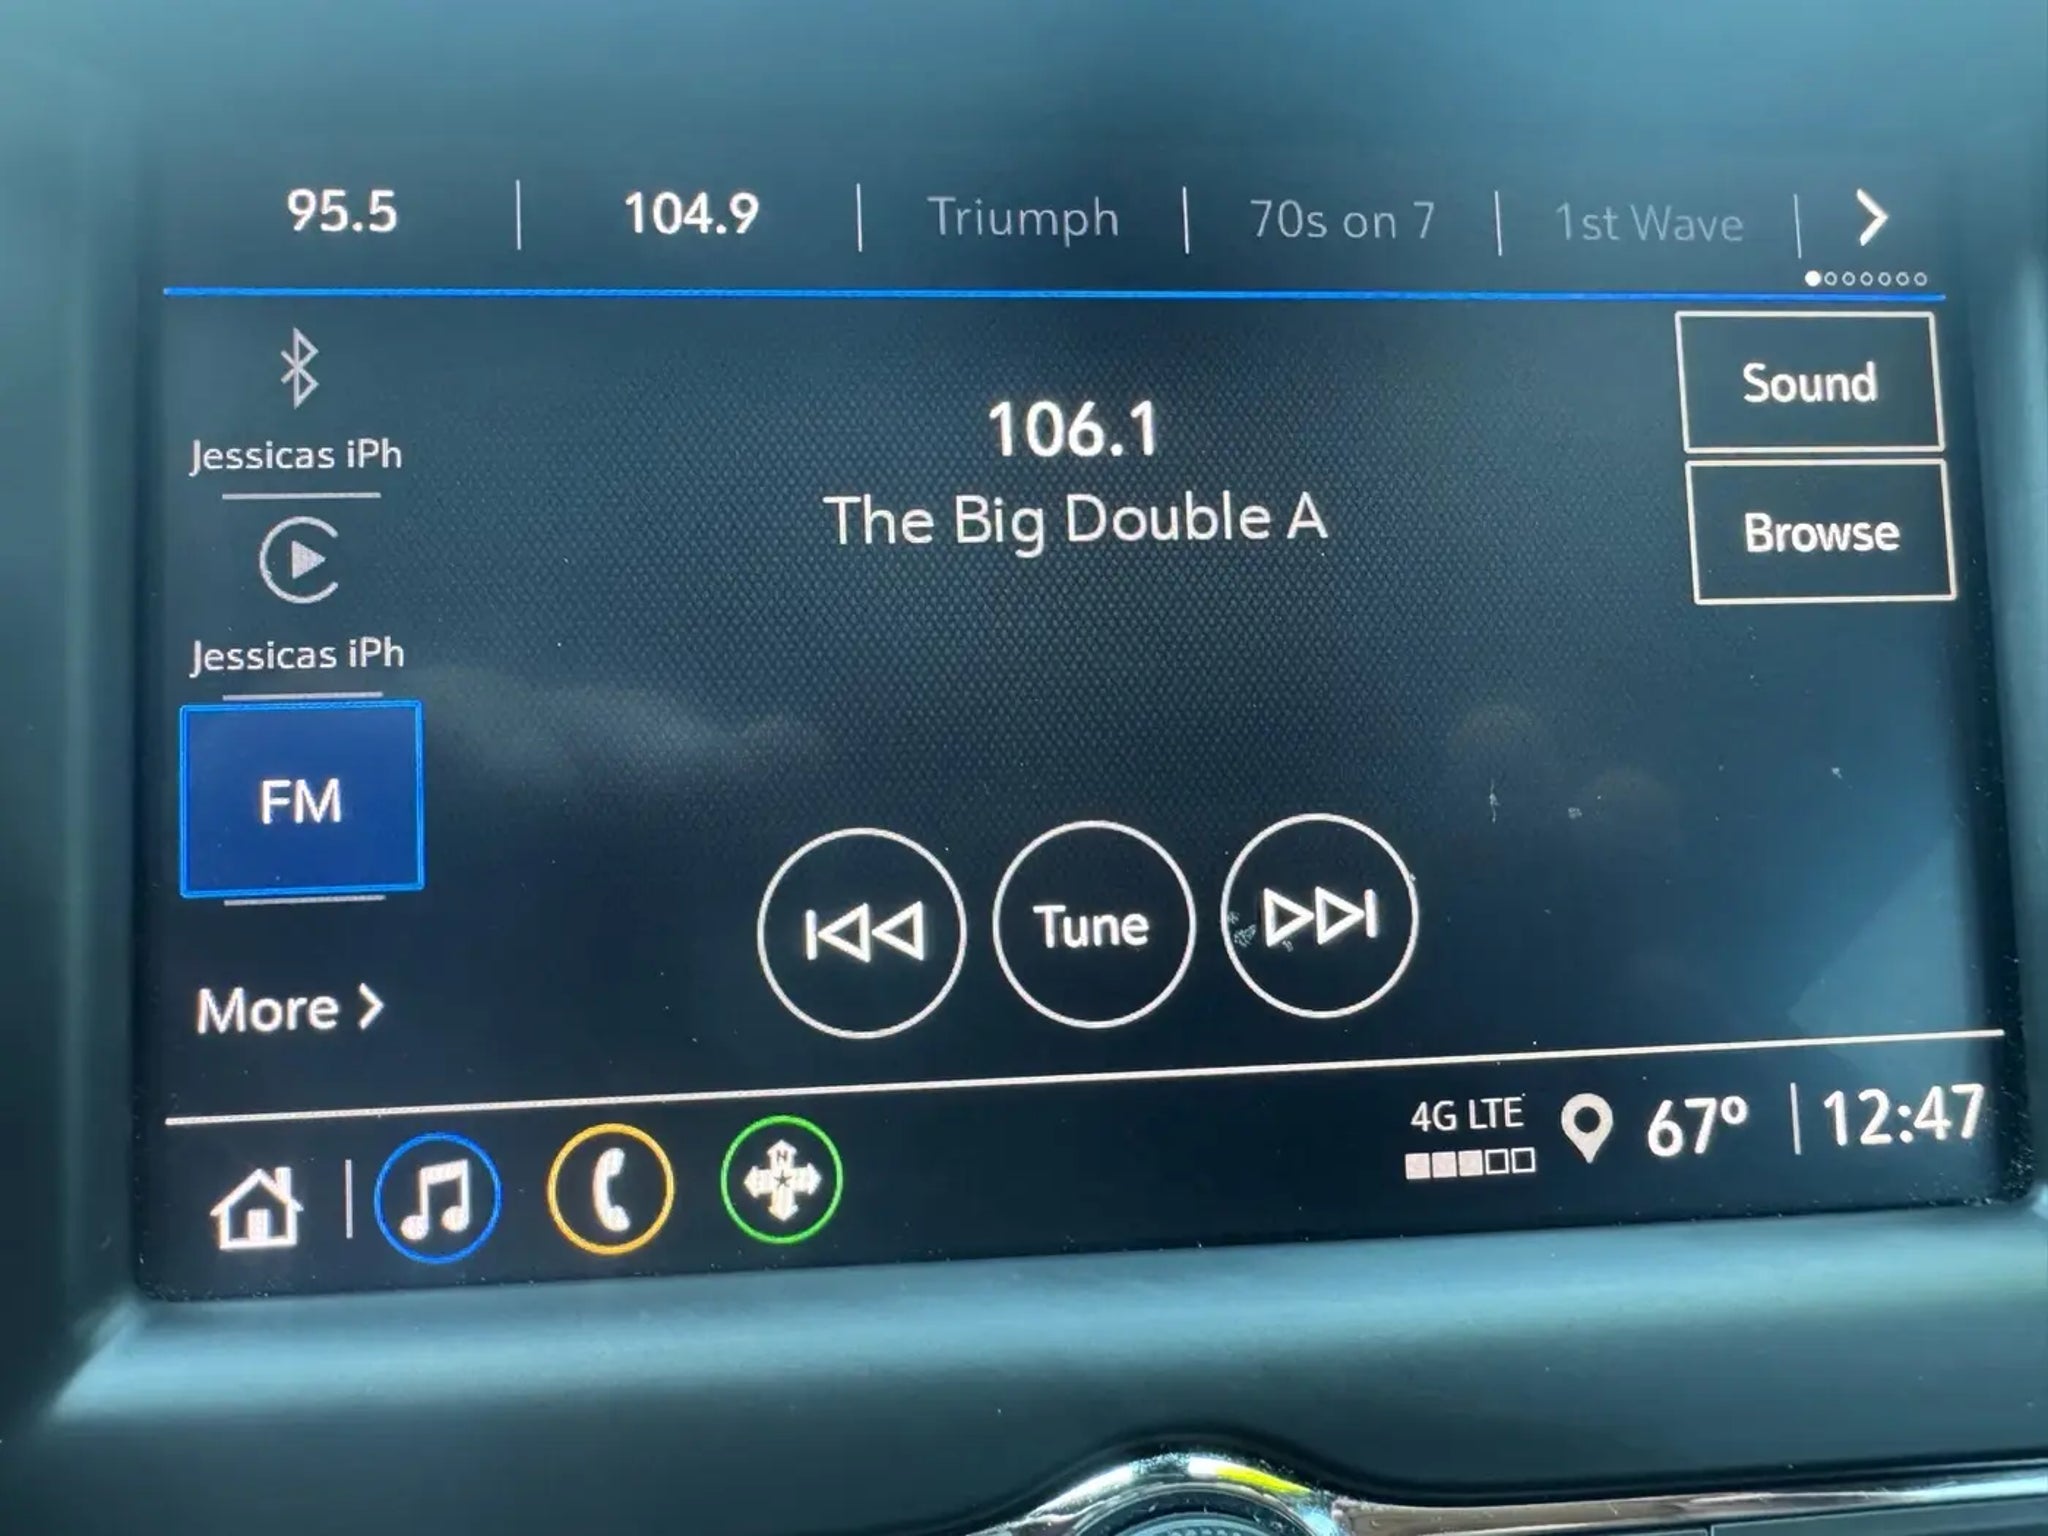 95.5 | 104.9 | Triumph | 70s on 7 | 1st Wave
Jessicas iPh
Jessicas iPh
FM
More
106.1
The Big Double A
Sound
Browse
Tune
N
4G LTE
67° | 12:47